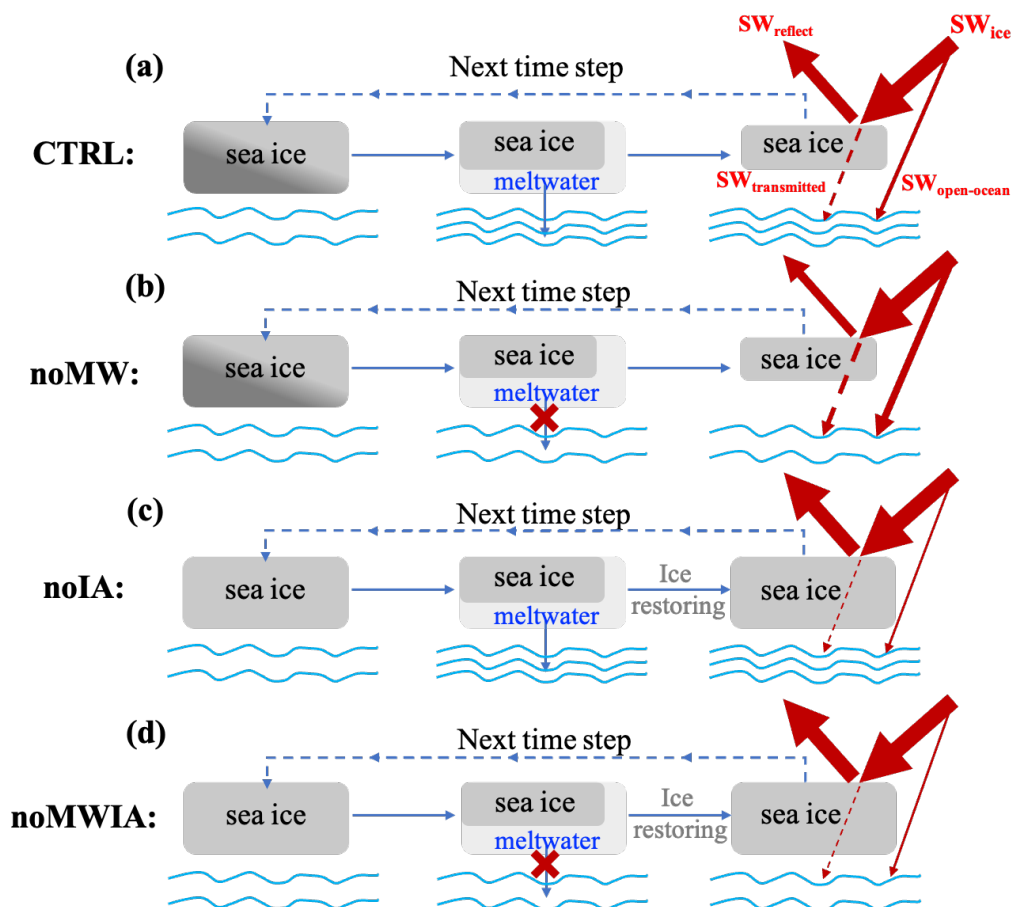 SWreflect
SWice
(a)
Next time step
CTRL:
sea ice
sea ice
meltwater
sea ice
SWtransmitted
SWopen-ocean
(b)
Next time step
noMW:
sea ice
sea ice
meltwater
sea ice
(c)
Next time step
noIA:
sea ice
sea ice
meltwater
Ice
restoring
sea ice
(d)
Next time step
noMWIA:
sea ice
sea ice
meltwater
Ice
restoring
sea ice